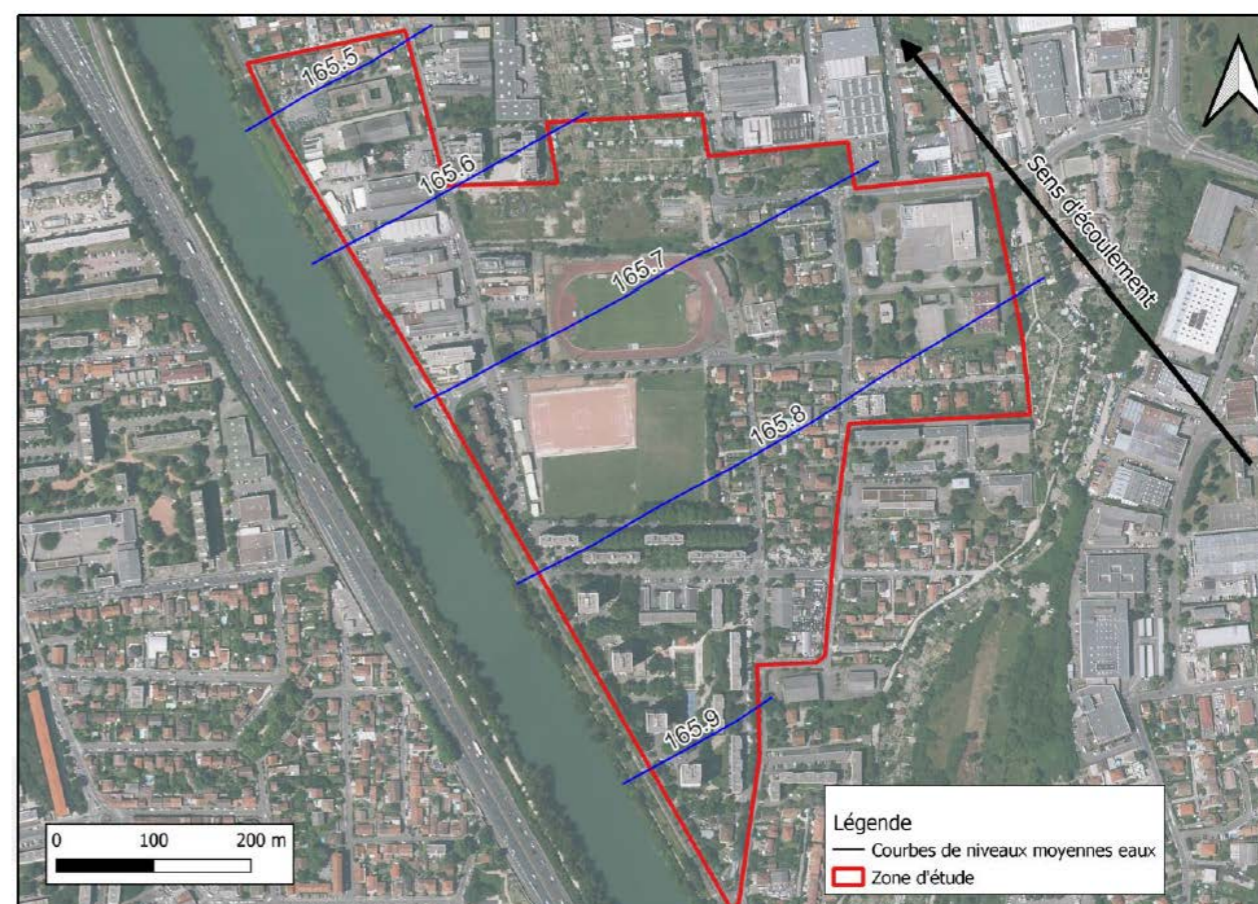 165.5
165.6
165.7
165.8
165.9
Sens d'écoulement
0 100 200 m
Légende
Courbes de niveaux moyennes eaux
Zone d'étude